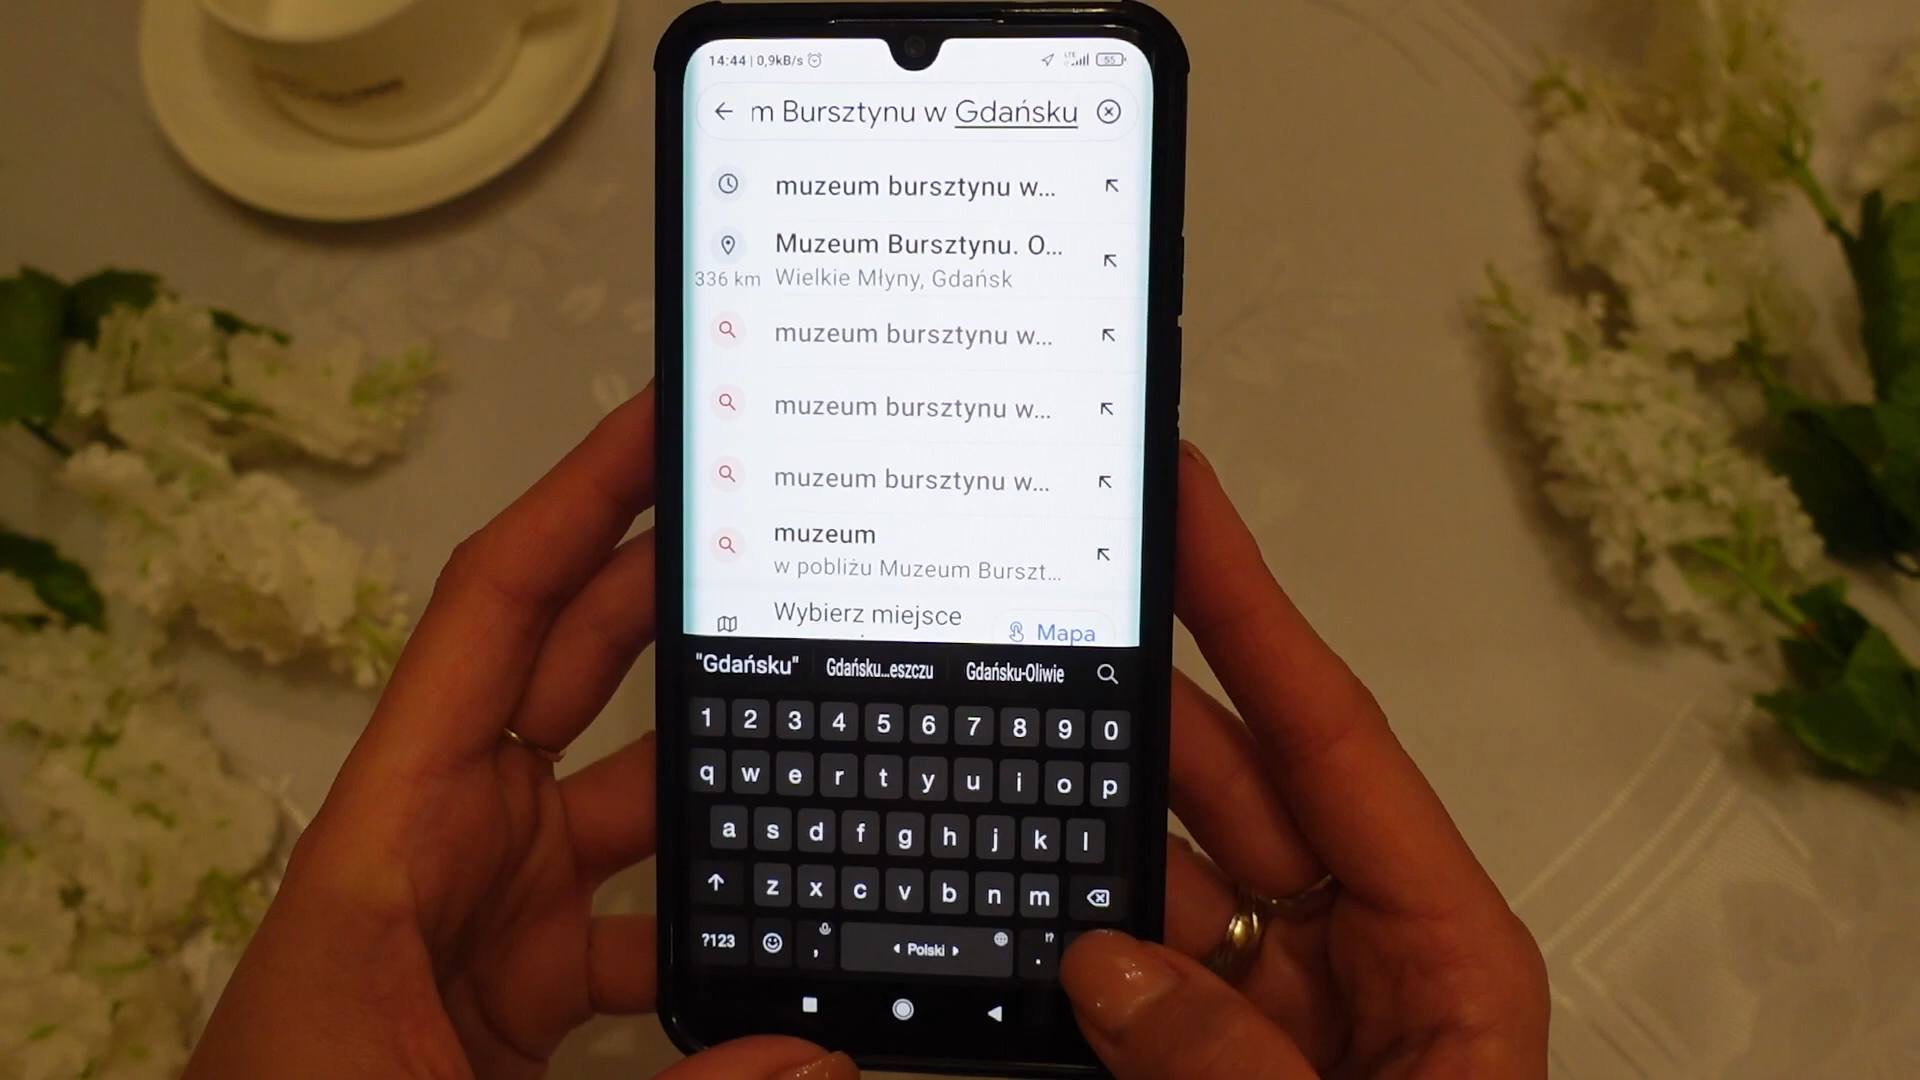 14:44 | 0,9kB/s
LTE
55
m Bursztynu w Gdańsku
muzeum bursztynu w...
Muzeum Bursztynu. O...
336 km Wielkie Młyny, Gdańsk
muzeum bursztynu w...
muzeum bursztynu w...
muzeum bursztynu w...
muzeum
w pobliżu Muzeum Burszt...
Wybierz miejsce
Mapa
"Gdańsku" Gdańsku...eszczu Gdańsku-Oliwie
1 2 3 4 5 6 7 8 9 0
q w e r t y u i o p
a s d f g h j k l
z x c v b n m
?123 , Polski !? .